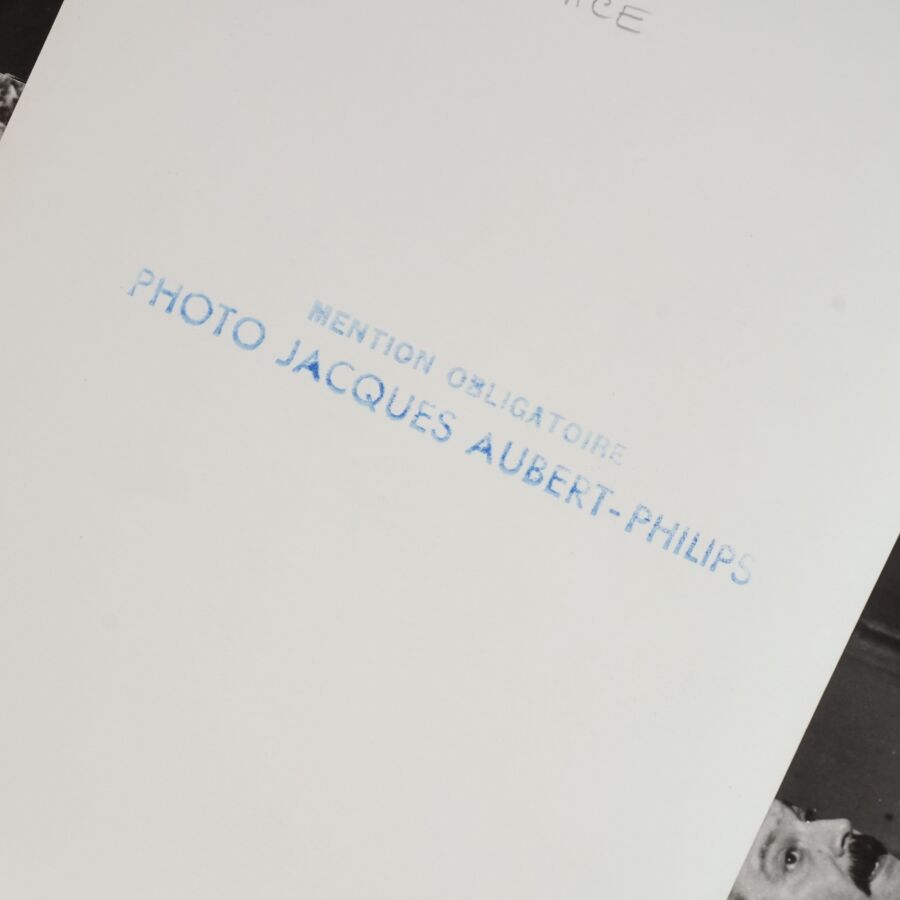 MENTION OBLIGATOIRE
PHOTO JACQUES AUBERT-PHILIPS